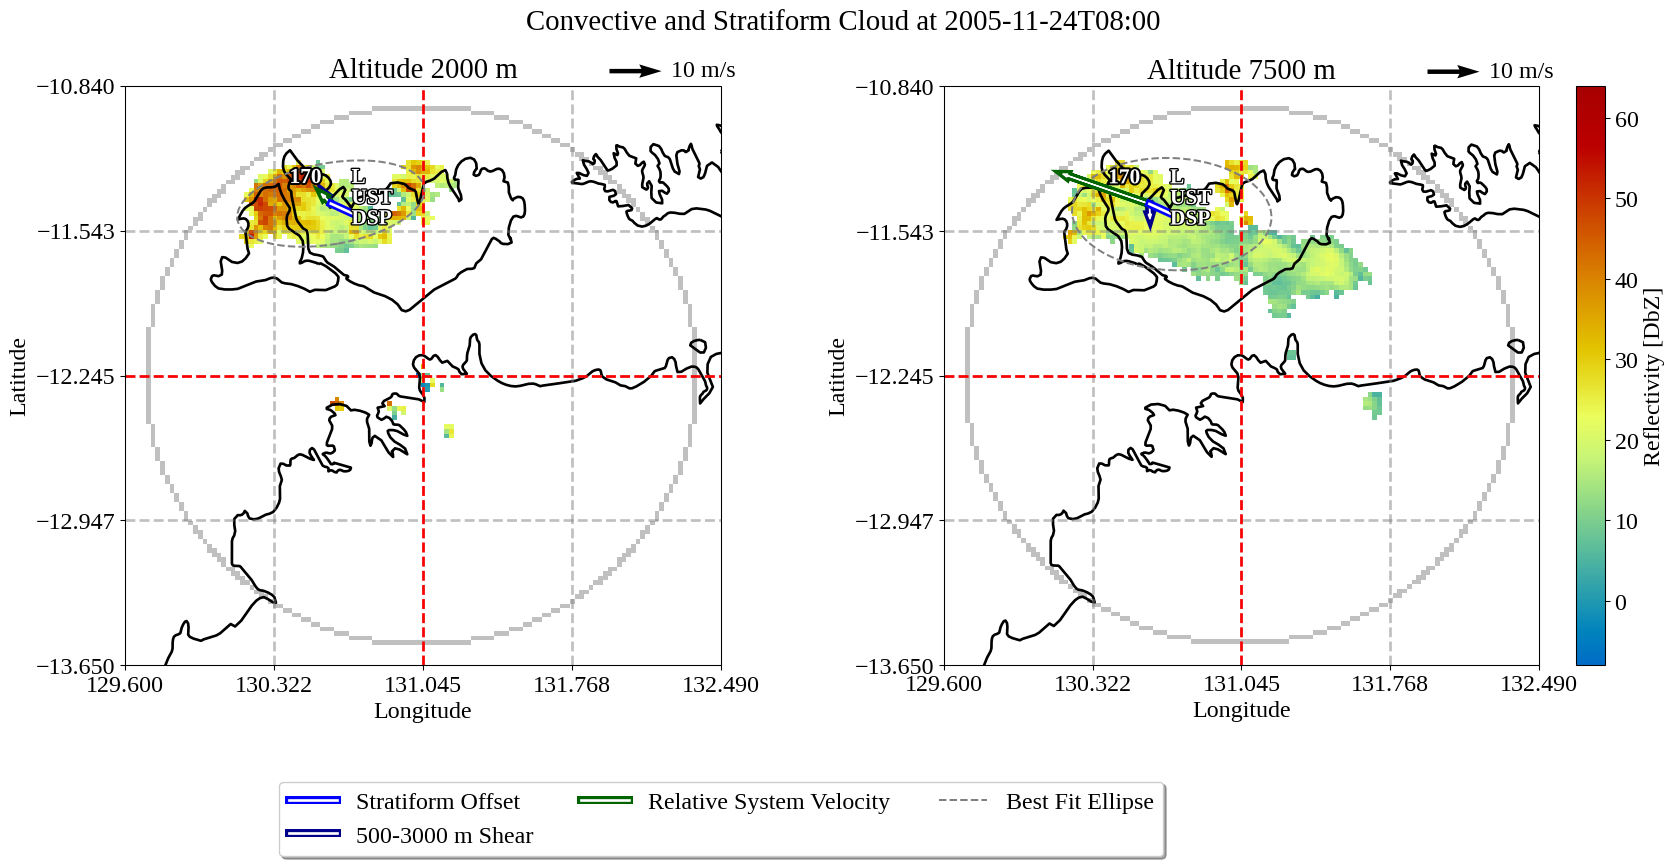 Convective and Stratiform Cloud at 2005-11-24T08:00
Altitude 2000 m
10 m/s
−10.840
−11.543
−12.245
−12.947
−13.650
129.600
130.322
131.045
131.768
132.490
Latitude
Longitude
170
L
UST
DSP
Altitude 7500 m
10 m/s
−10.840
−11.543
−12.245
−12.947
−13.650
129.600
130.322
131.045
131.768
132.490
Latitude
Longitude
170
L
UST
DSP
60
50
40
30
20
10
0
Reflectivity [DbZ]
Stratiform Offset
500-3000 m Shear
Relative System Velocity
Best Fit Ellipse